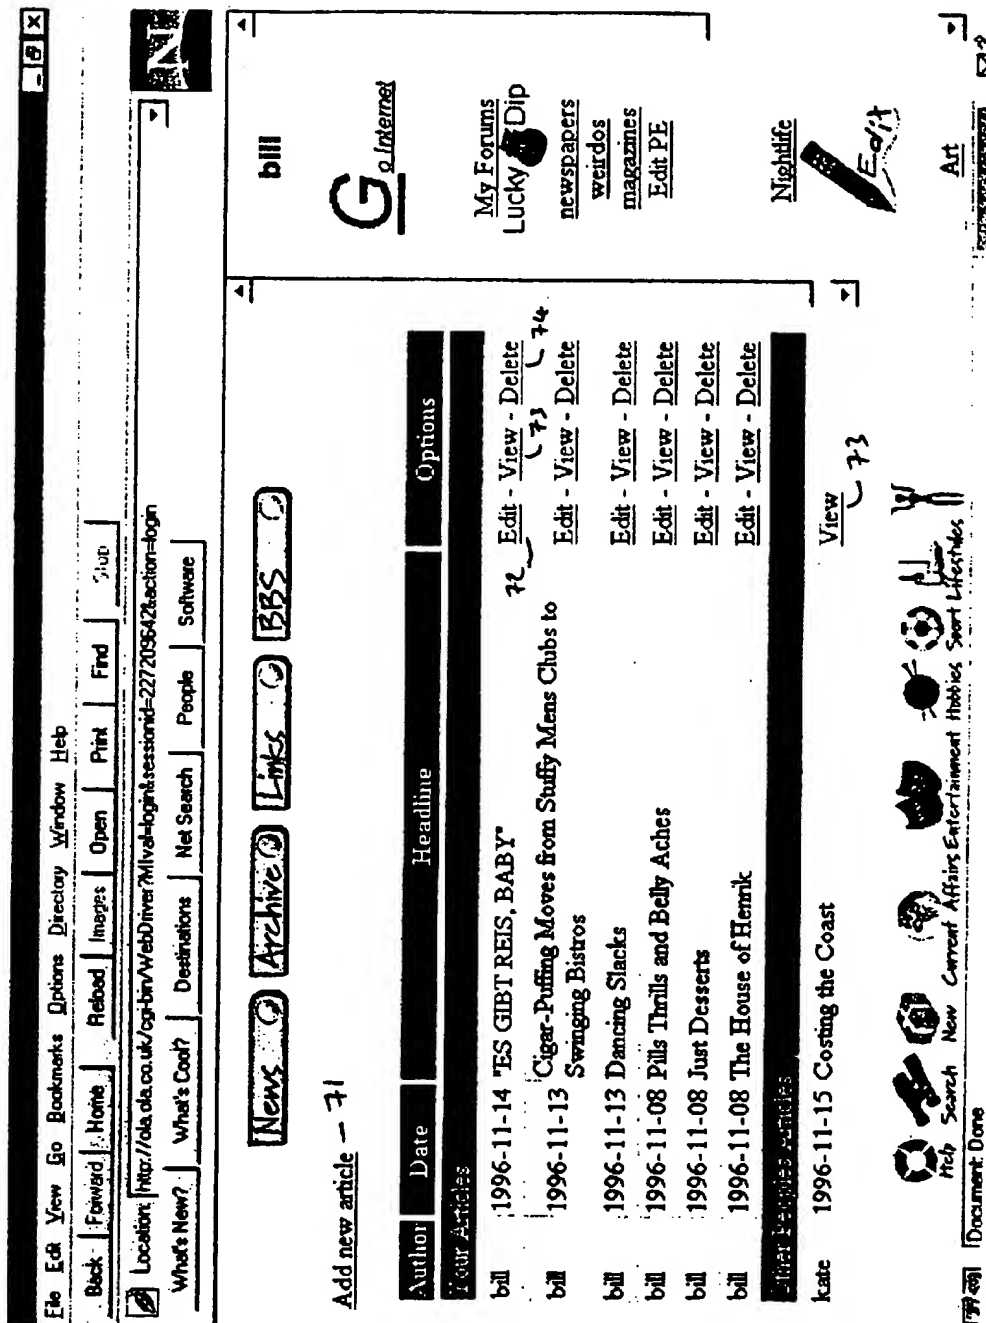 File Edit View Go Bookmarks Options Directory Window Help
Back Forward Home Reload Images Open Print Find Stop
Location: http://ola.ola.co.uk/cgi-bin/WebDriver?MIval=login&sessionid=227209642&action=login
What's New? What's Cool? Destinations Net Search People Software
N
News Archive Links BBS
bill
Go Internet
My Forums
Lucky Dip
newspapers
weirdos
magazines
Edit PE
Nightlife
Edit
Art
Add new article - 71
Author Date Headline Options
Your Articles
bill 1996-11-14 "ES GIBT REIS, BABY" Edit - View - Delete
72 73 74
bill 1996-11-13 Cigar-Puffing Moves from Stuffy Mens Clubs to Swinging Bistros Edit - View - Delete
bill 1996-11-13 Dancing Slacks Edit - View - Delete
bill 1996-11-08 Pills Thrills and Belly Aches Edit - View - Delete
bill 1996-11-08 Just Desserts Edit - View - Delete
bill 1996-11-08 The House of Henrik Edit - View - Delete
Other Peoples Articles
kate 1996-11-15 Costing the Coast View
73
Help Search New Current Affairs Entertainment Hobbies Sport Lifestyles
Document: Done